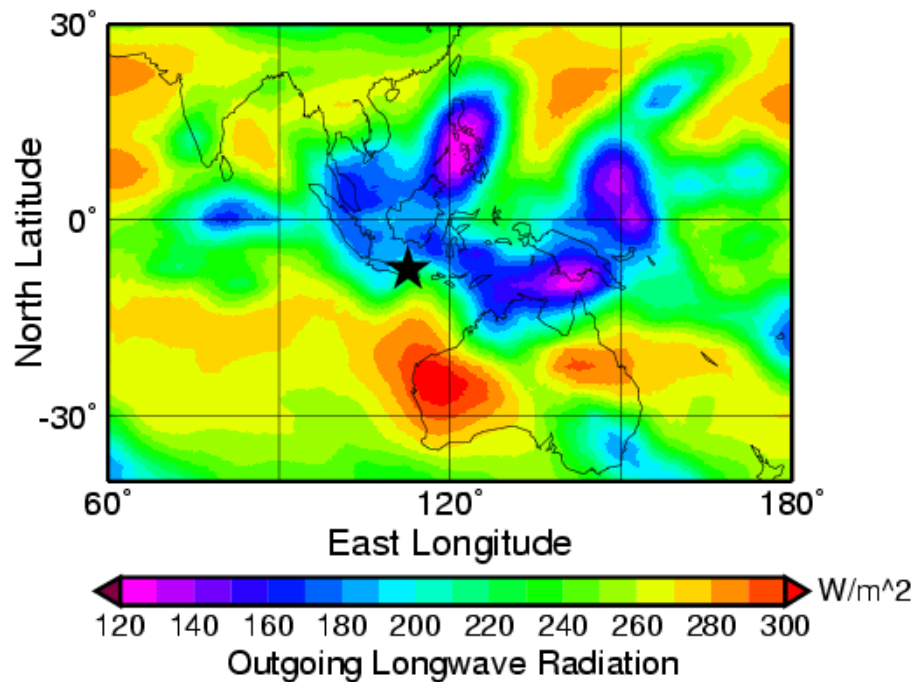 30°
0°
-30°
North Latitude
60° 120° 180°
East Longitude
W/m^2
120 140 160 180 200 220 240 260 280 300
Outgoing Longwave Radiation